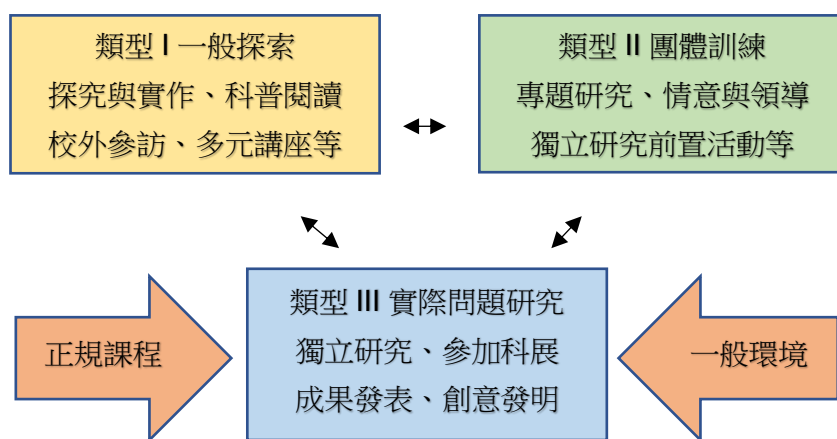 類型 I 一般探索
探究與實作、科普閱讀
校外參訪、多元講座等
類型 II 團體訓練
專題研究、情意與領導
獨立研究前置活動等
類型 III 實際問題研究
獨立研究、參加科展
成果發表、創意發明
正規課程
一般環境